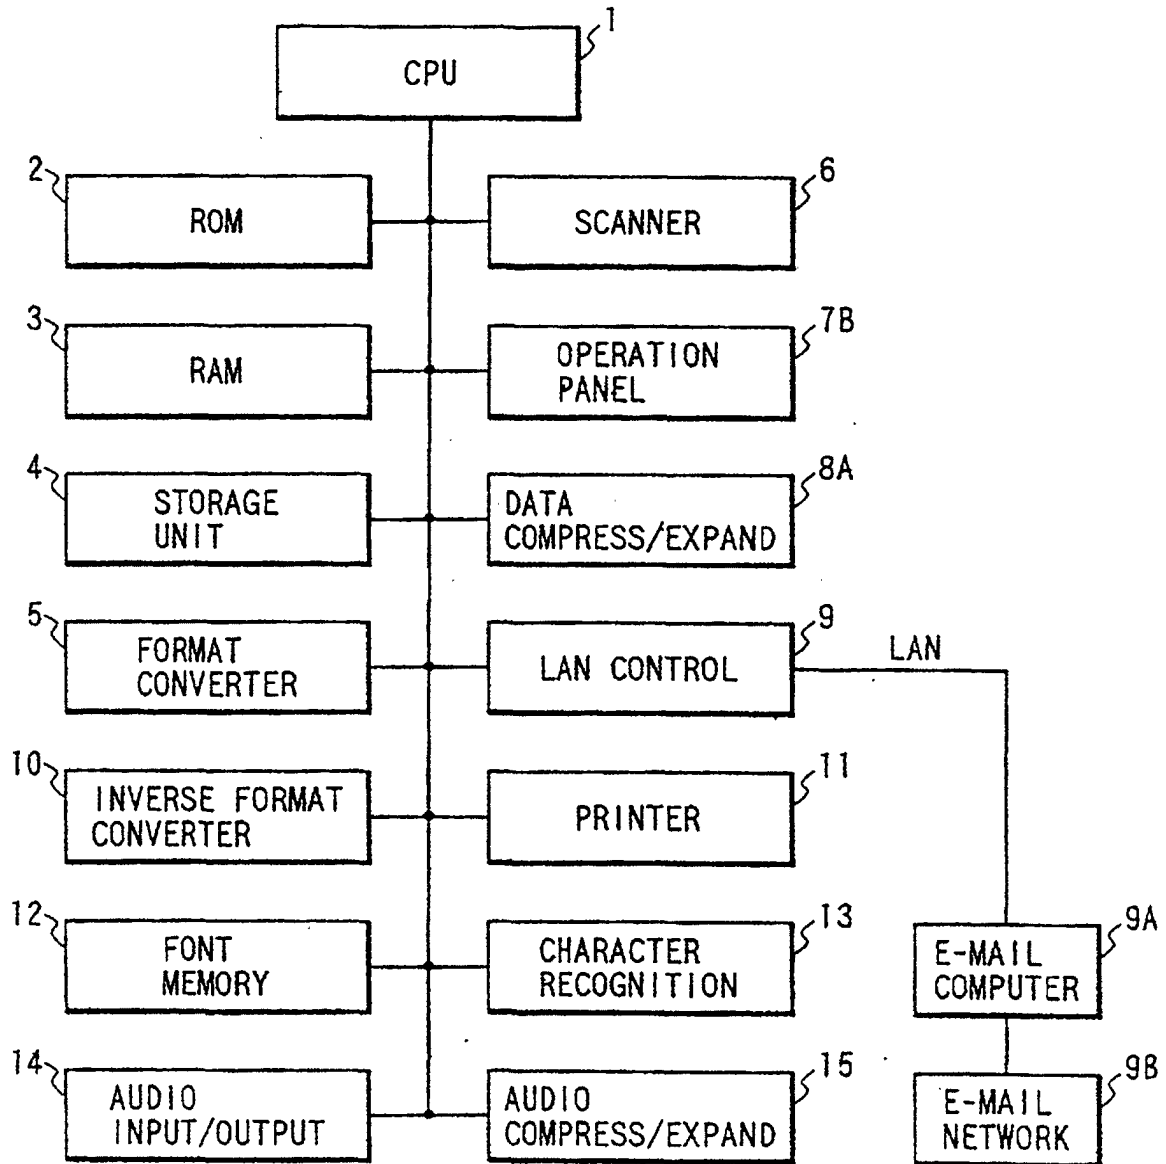 1
CPU
2
ROM
6
SCANNER
3
RAM
7B
OPERATION
PANEL
4
STORAGE
UNIT
8A
DATA
COMPRESS/EXPAND
5
FORMAT
CONVERTER
9
LAN CONTROL
LAN
10
INVERSE FORMAT
CONVERTER
11
PRINTER
12
FONT
MEMORY
13
CHARACTER
RECOGNITION
9A
E-MAIL
COMPUTER
14
AUDIO
INPUT/OUTPUT
15
AUDIO
COMPRESS/EXPAND
9B
E-MAIL
NETWORK